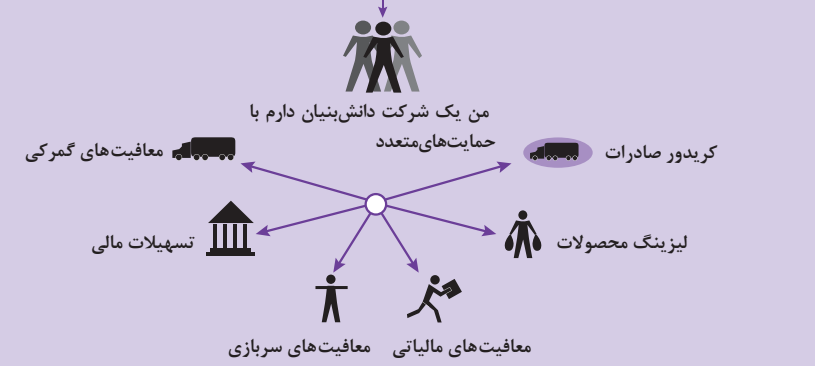 من یک شرکت دانش‌بنیان دارم با
حمایت‌های‌متعدد
کریدور صادرات
معافیت‌های گمرکی
لیزینگ محصولات
تسهیلات مالی
معافیت‌های مالیاتی
معافیت‌های سربازی